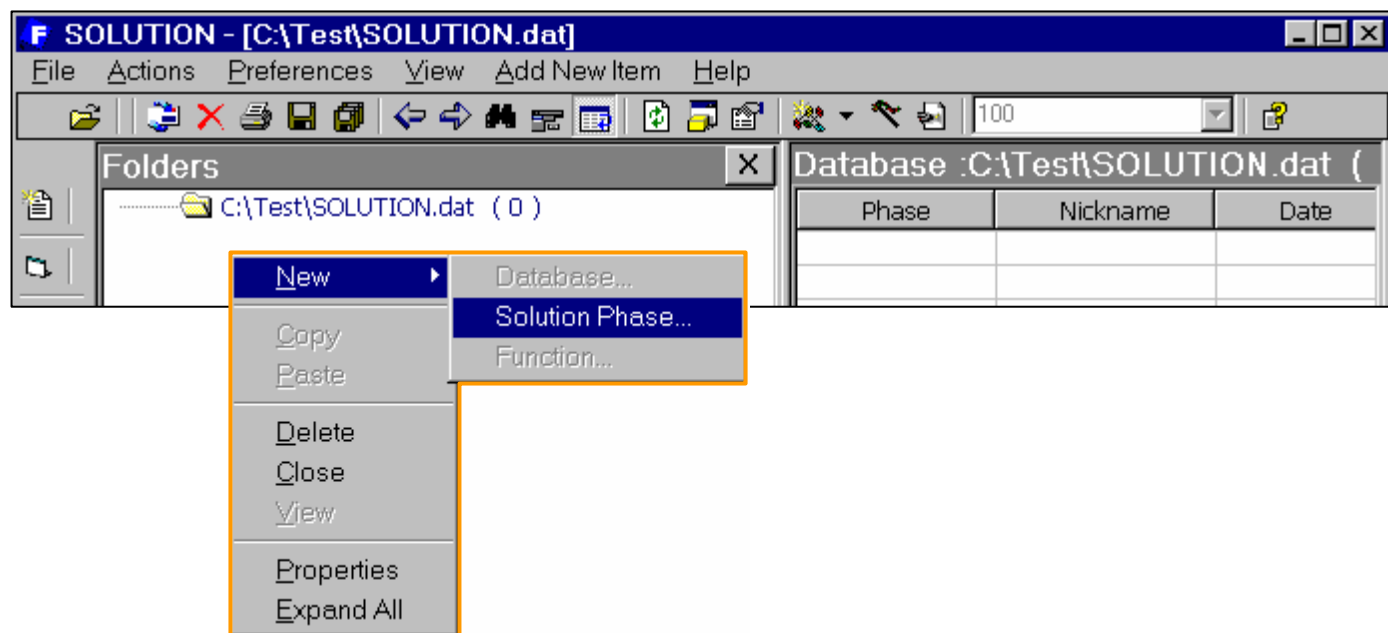 F SOLUTION - [C:\Test\SOLUTION.dat]
File Actions Preferences View Add New Item Help
100
Folders
Database :C:\Test\SOLUTION.dat (
C:\Test\SOLUTION.dat ( 0 )
Phase Nickname Date
New
Database...
Solution Phase...
Function...
Copy
Paste
Delete
Close
View
Properties
Expand All